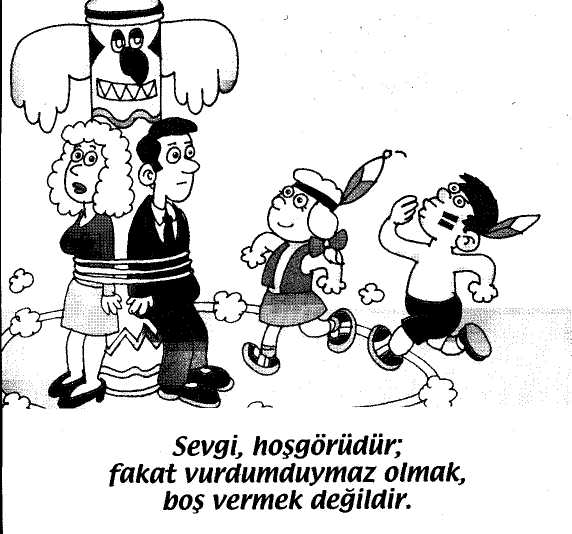 Sevgi, hoşgörüdür;
fakat vurdumduymaz olmak,
boş vermek değildir.